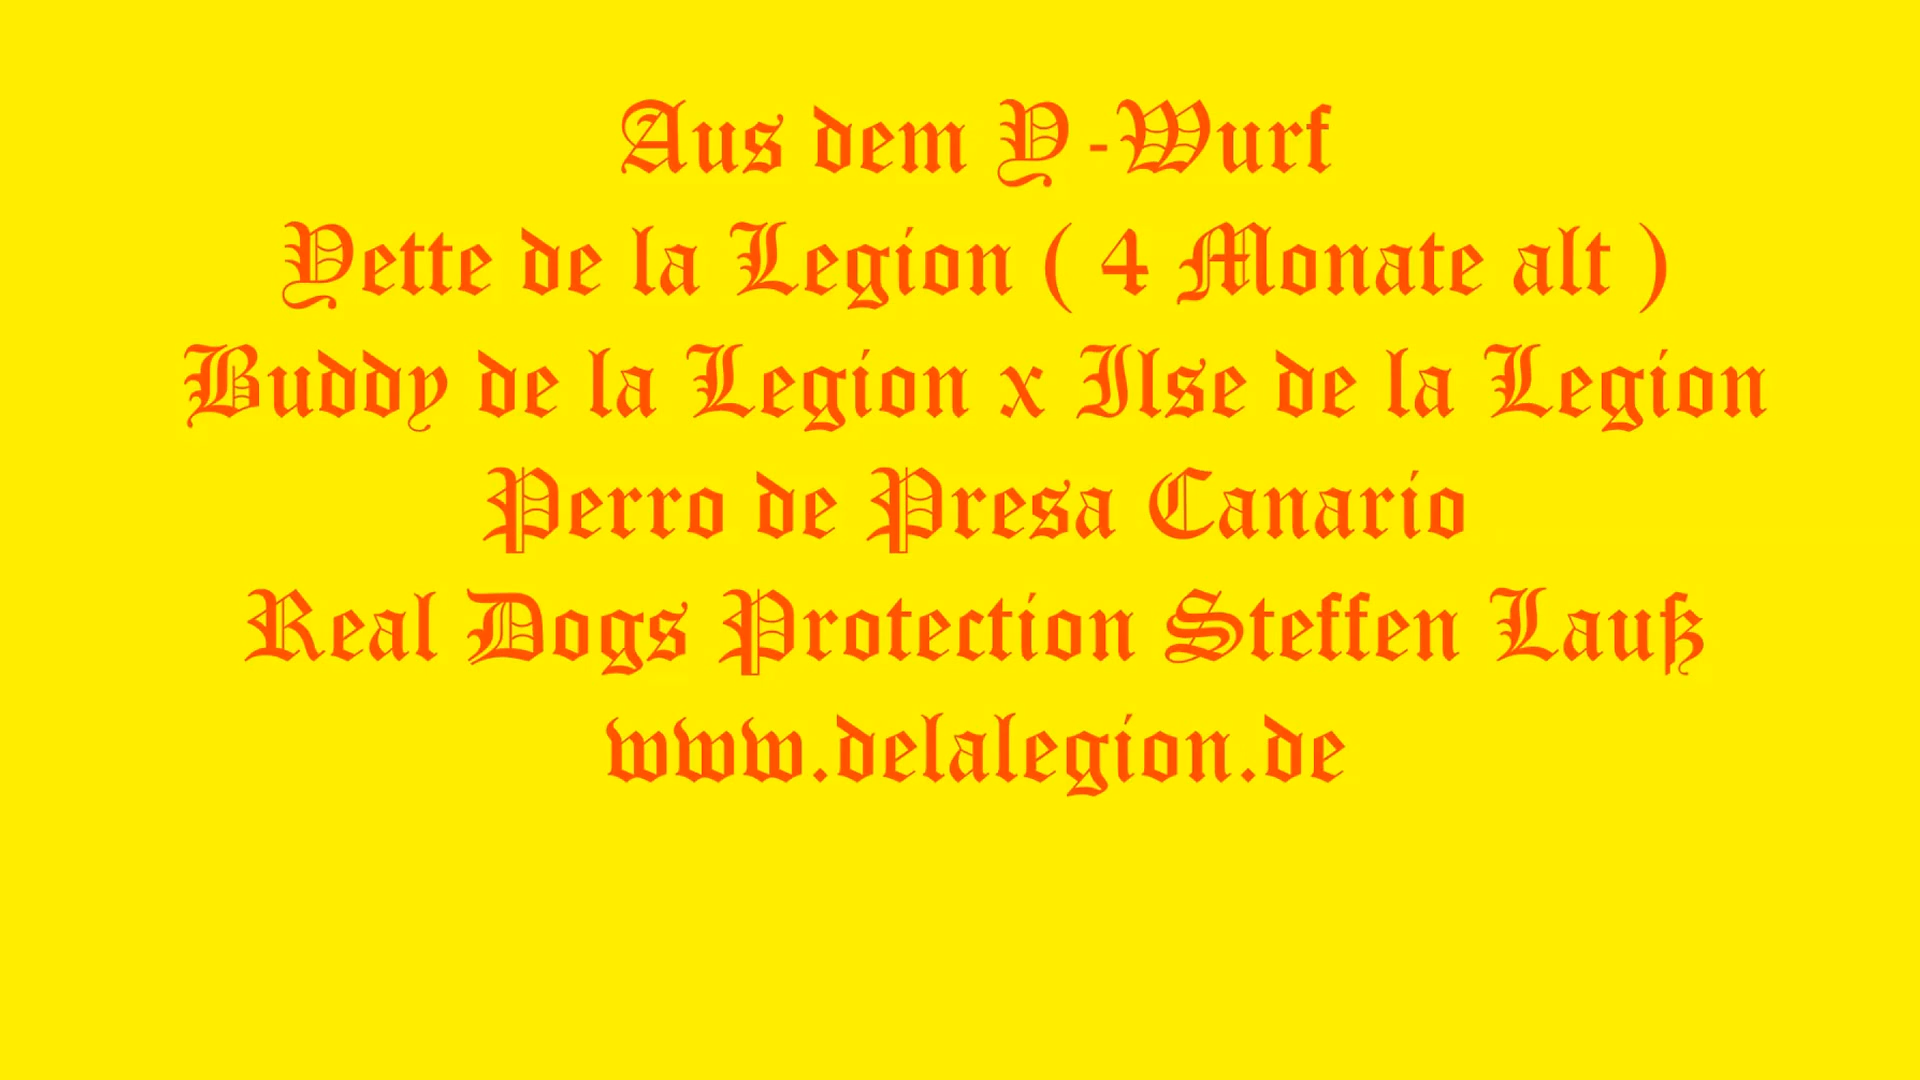 Aus dem Y-Wurf
Yette de la Legion ( 4 Monate alt )
Buddy de la Legion x Ilse de la Legion
Perro de Presa Canario
Real Dogs Protection Steffen Lauß
www.delalegion.de